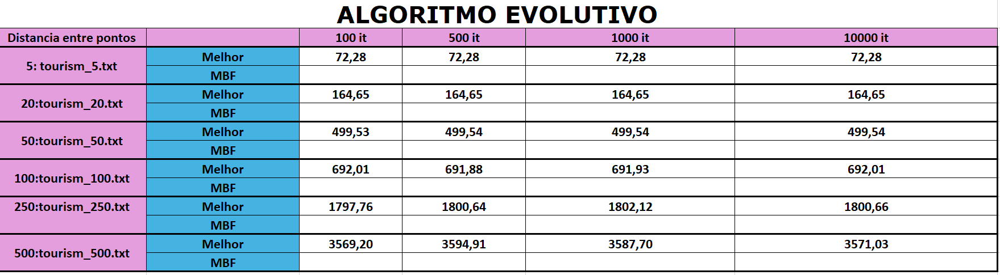 ALGORITMO EVOLUTIVO
Distancia entre pontos 100 it 500 it 1000 it 10000 it
5: tourism_5.txt Melhor 72,28 72,28 72,28 72,28
MBF
20:tourism_20.txt Melhor 164,65 164,65 164,65 164,65
MBF
50:tourism_50.txt Melhor 499,53 499,54 499,54 499,54
MBF
100:tourism_100.txt Melhor 692,01 691,88 691,93 692,01
MBF
250:tourism_250.txt Melhor 1797,76 1800,64 1802,12 1800,66
MBF
500:tourism_500.txt Melhor 3569,20 3594,91 3587,70 3571,03
MBF